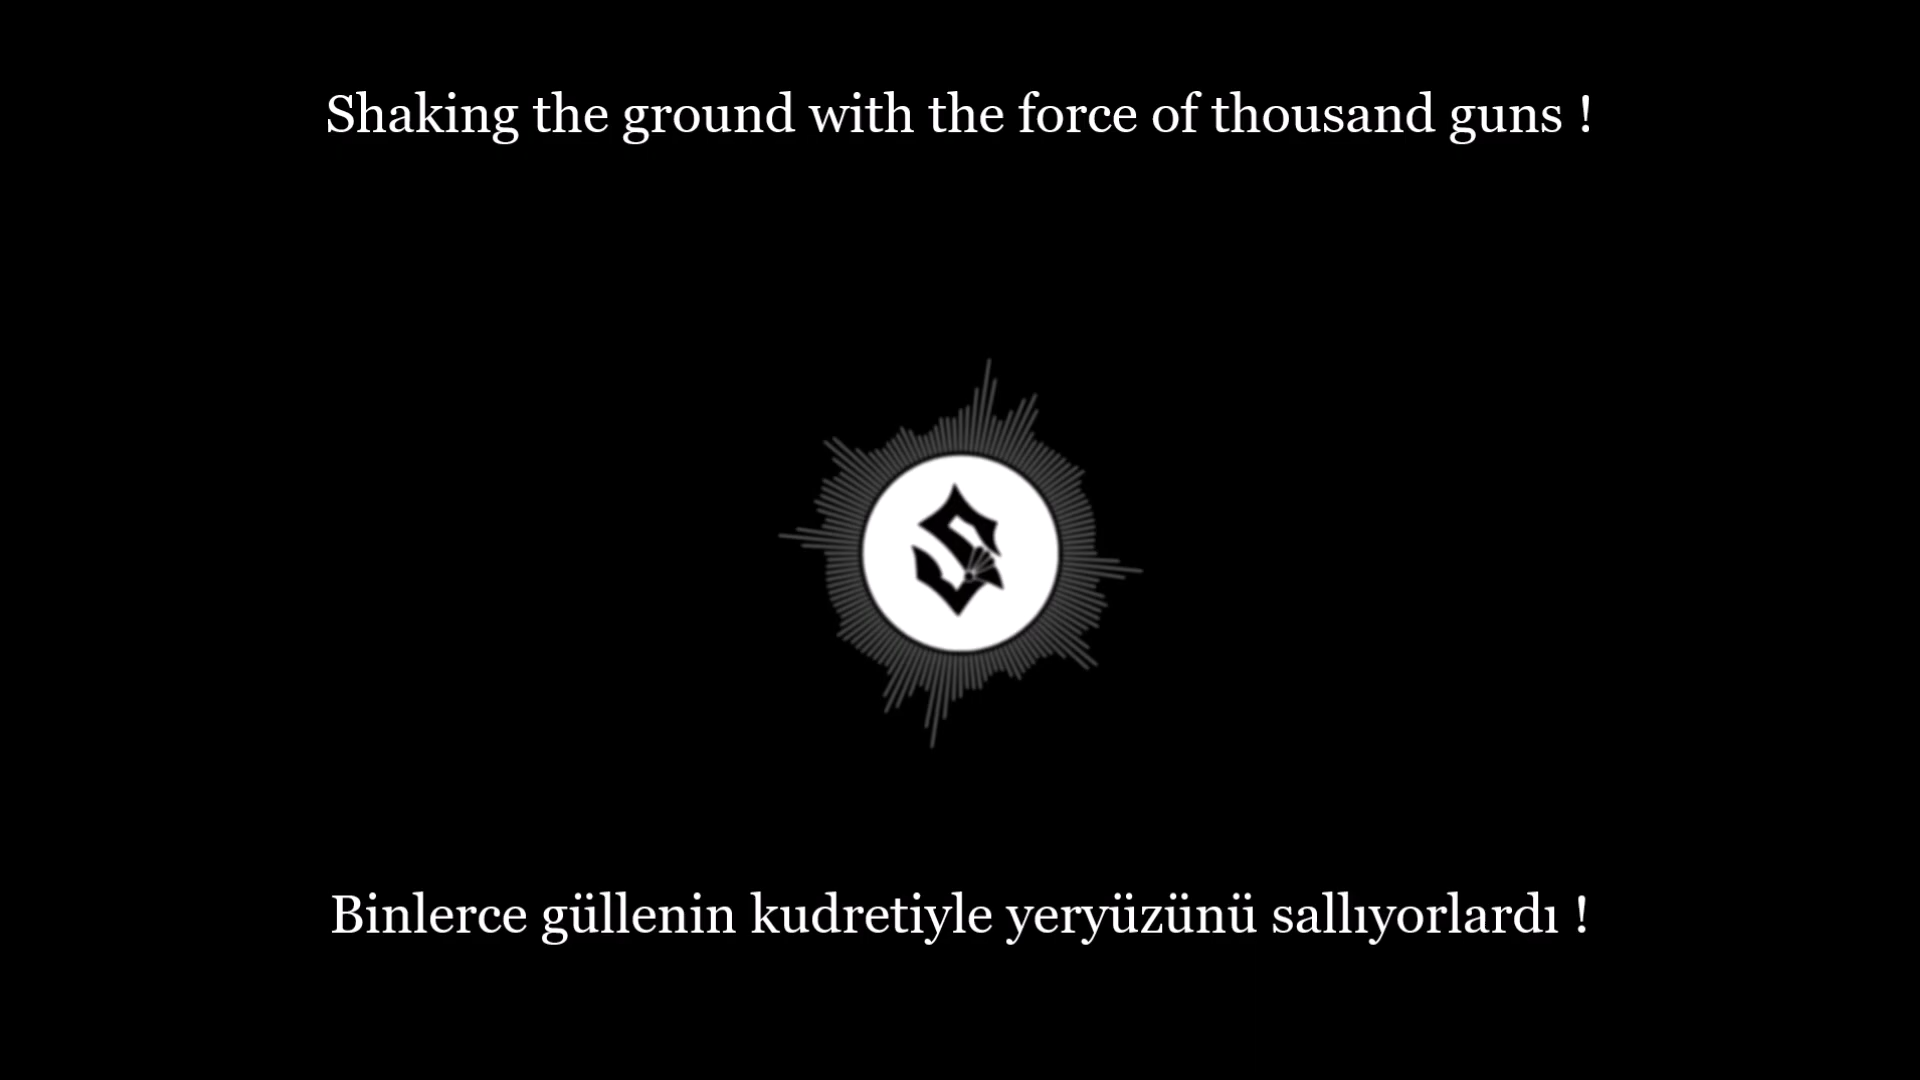 Shaking the ground with the force of thousand guns !
Binlerce güllenin kudretiyle yeryüzünü sallıyorlardı !